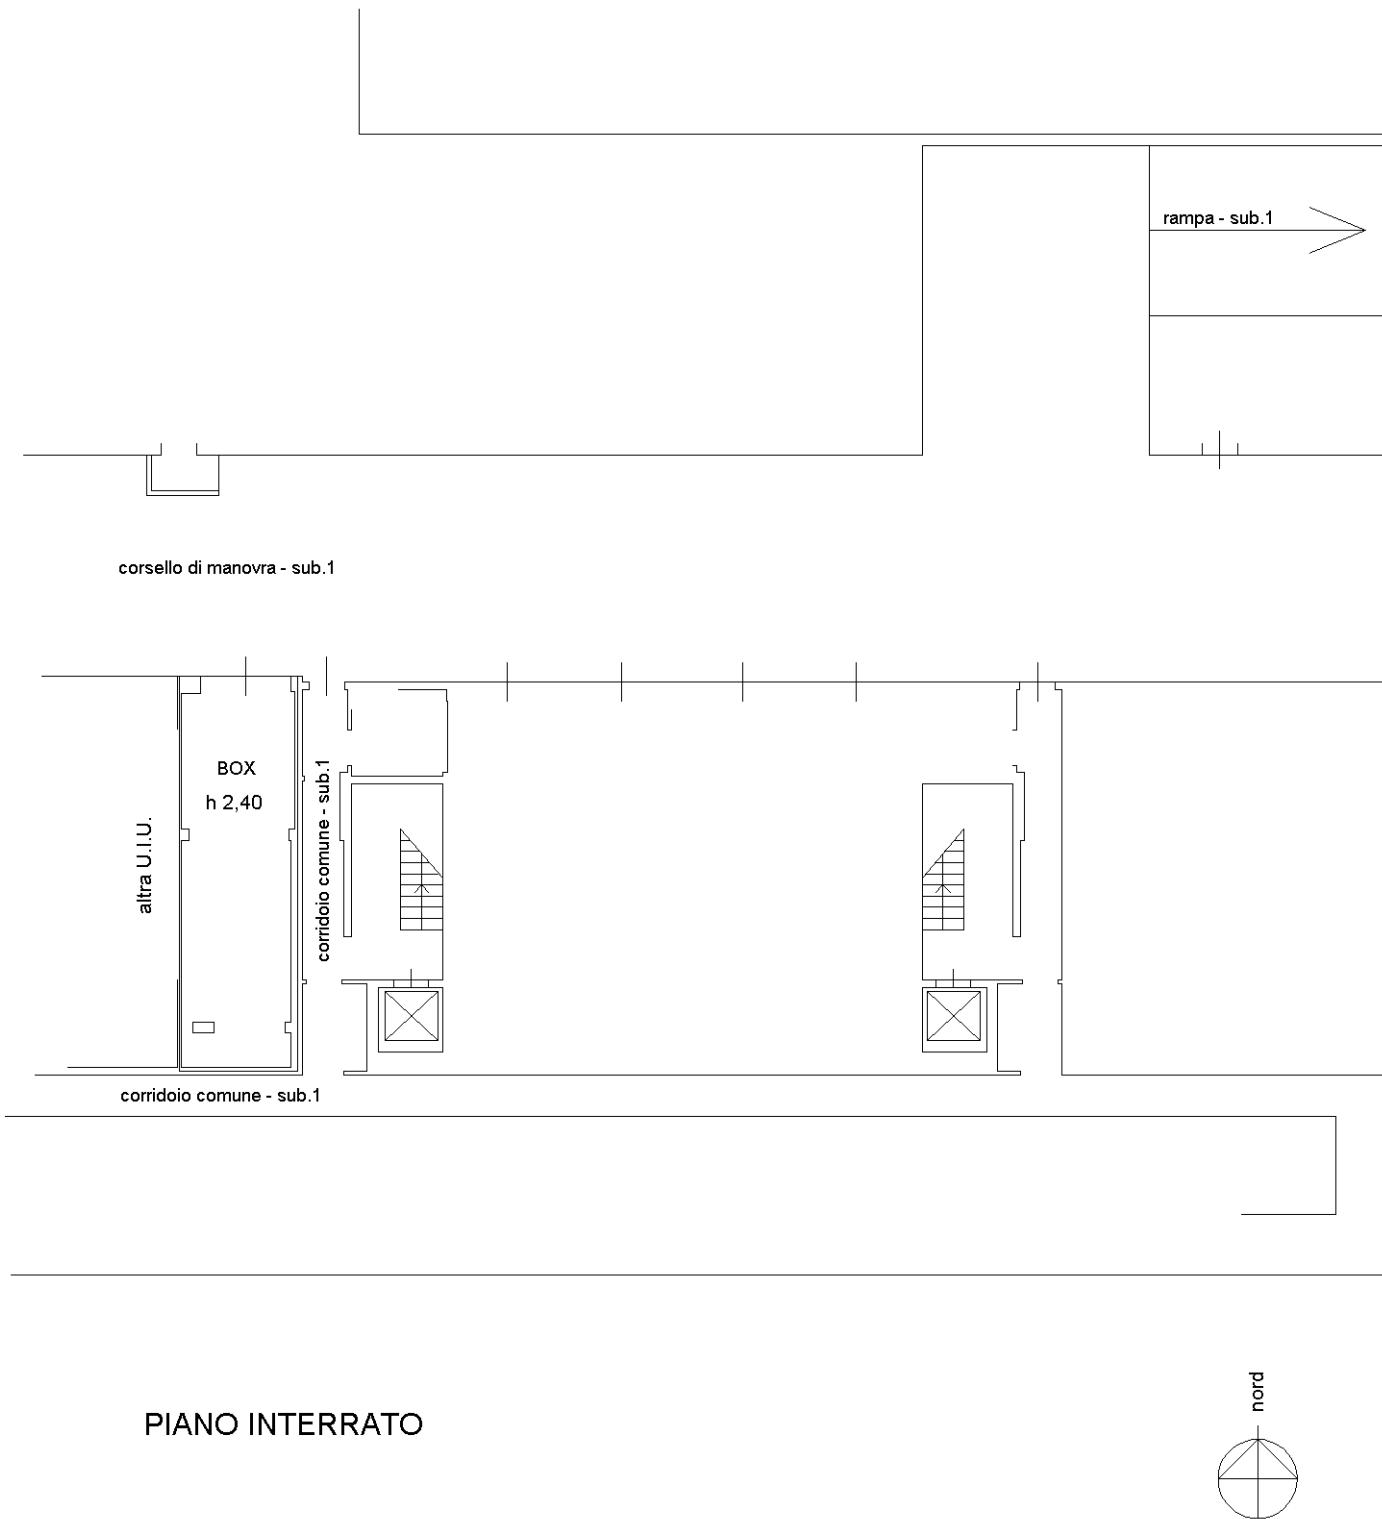 rampa - sub.1
corsello di manovra - sub.1
BOX
h 2,40
altra U.I.U.
corridoio comune - sub.1
corridoio comune - sub.1
nord
PIANO INTERRATO